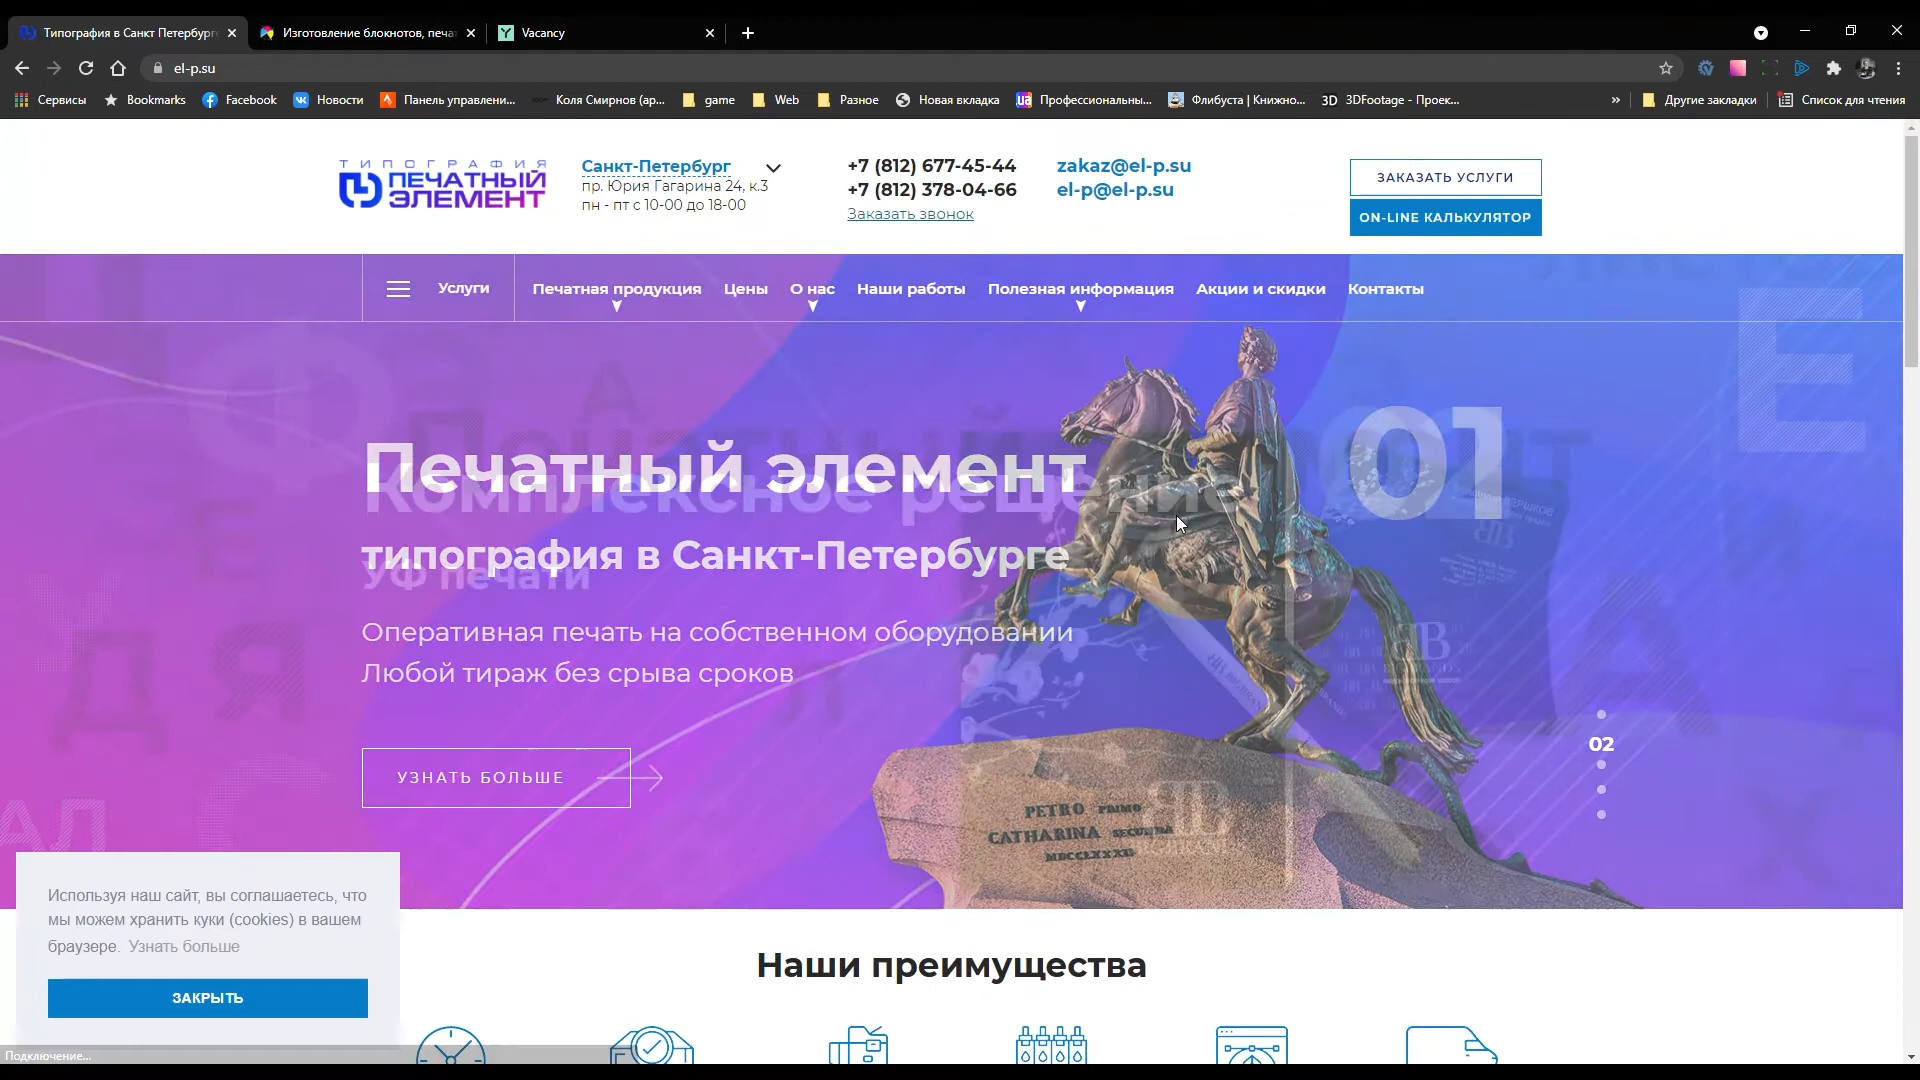 Типография в Санкт Петербурге
Изготовление блокнотов, печат
Vacancy
el-p.su
Сервисы
Bookmarks
Facebook
Новости
Панель управлени...
Коля Смирнов (ар...
game
Web
Разное
Новая вкладка
Профессиональны...
Флибуста | Книжно...
3D
3DFootage - Проек...
»
Другие закладки
Список для чтения
ТИПОГРАФИЯ
ПЕЧАТНЫЙ
ЭЛЕМЕНТ
Санкт-Петербург
пр. Юрия Гагарина 24, к.3
пн - пт с 10-00 до 18-00
+7 (812) 677-45-44
+7 (812) 378-04-66
Заказать звонок
zakaz@el-p.su
el-p@el-p.su
ЗАКАЗАТЬ УСЛУГИ
ON-LINE КАЛЬКУЛЯТОР
Услуги
Печатная продукция
Цены
О нас
Наши работы
Полезная информация
Акции и скидки
Контакты
Печатный элемент
Комплексное решение
типография в Санкт-Петербурге
УФ печати
Оперативная печать на собственном оборудовании
Любой тираж без срыва сроков
УЗНАТЬ БОЛЬШЕ
01
02
PETRO PRIMO
CATHARINA SECUNDA
MDCCLXXXII
Используя наш сайт, вы соглашаетесь, что
мы можем хранить куки (cookies) в вашем
браузере. Узнать больше
ЗАКРЫТЬ
Наши преимущества
Подключение...